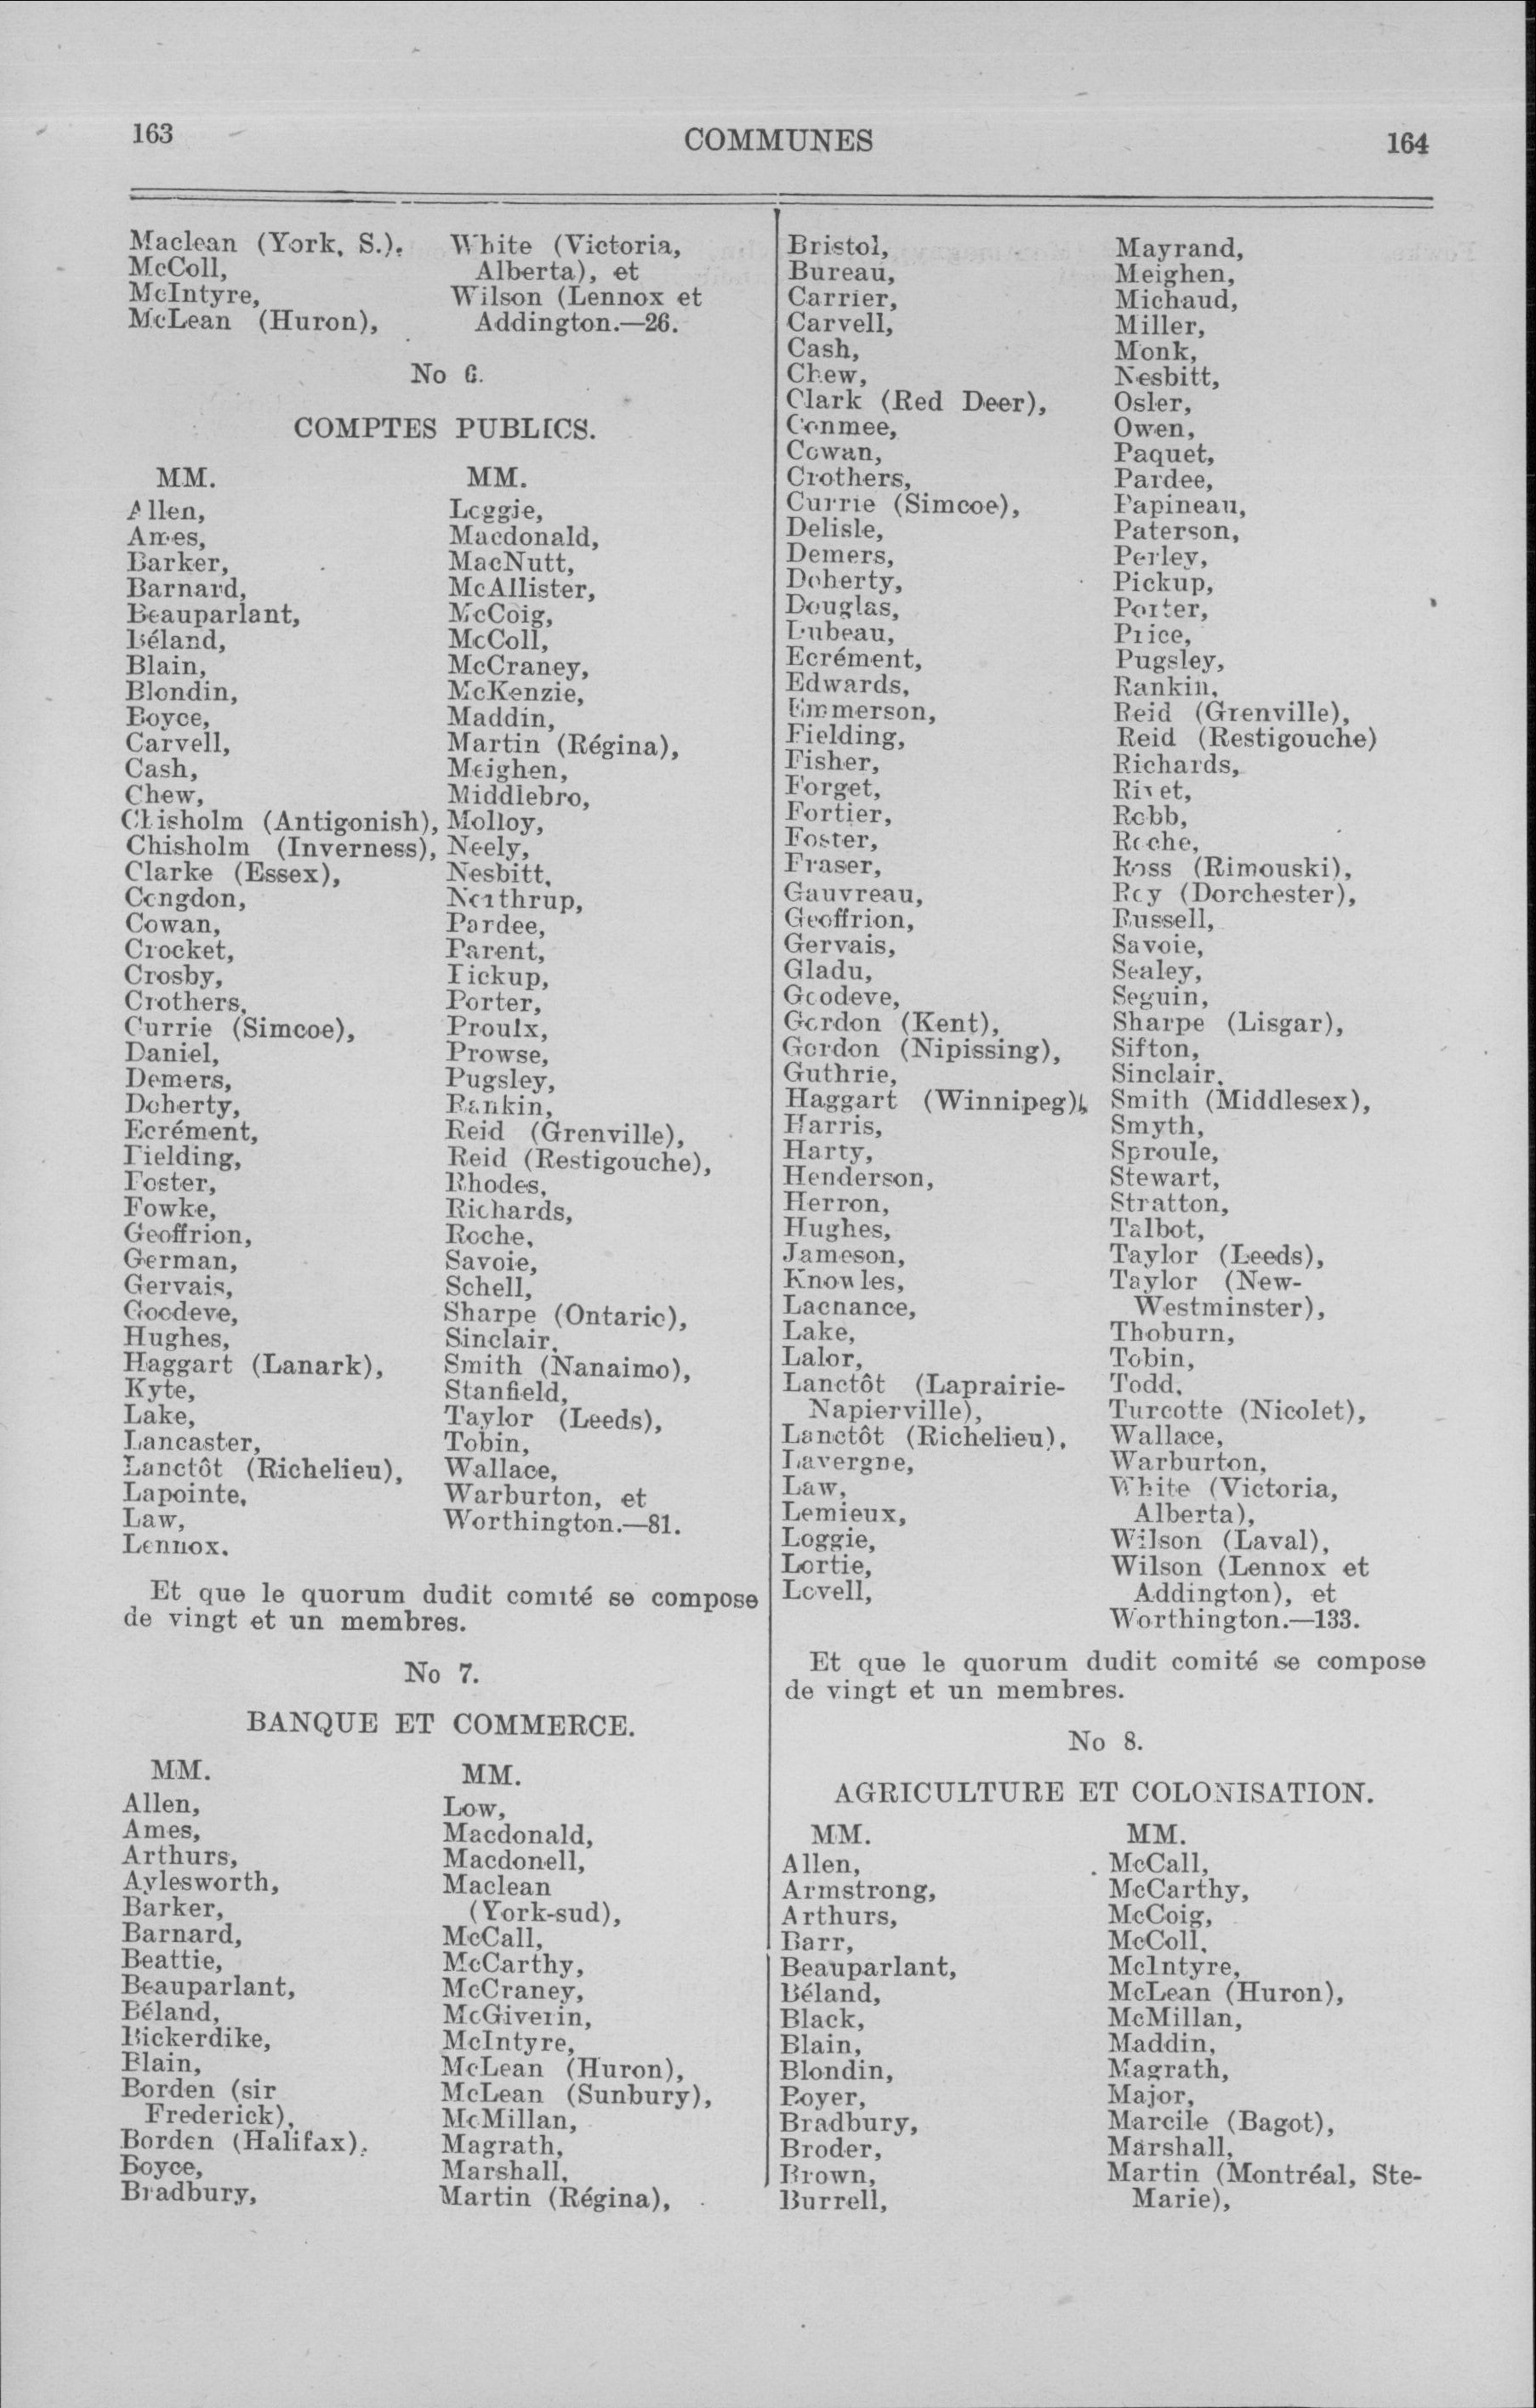 163
COMMUNES
164
Maclean (York, S.),
McColl,
McIntyre,
McLean (Huron),
White (Victoria,
Alberta), et
Wilson (Lennox et
Addington.—26.
No 6.
COMPTES PUBLICS.
MM.
Allen,
Ames,
Barker,
Barnard,
Beauparlant,
Béland,
Blain,
Blondin,
Boyce,
Carvell,
Cash,
Chew,
Chisholm (Antigonish),
Chisholm (Inverness),
Clarke (Essex),
Congdon,
Cowan,
Crocket,
Crosby,
Crothers,
Currie (Simcoe),
Daniel,
Demers,
Doherty,
Ecrément,
Fielding,
Foster,
Fowke,
Geoffrion,
German,
Gervais,
Goodeve,
Hughes,
Haggart (Lanark),
Kyte,
Lake,
Lancaster,
Lanctôt (Richelieu),
Lapointe,
Law,
Lennox.
MM.
Loggie,
Macdonald,
MacNutt,
McAllister,
McCoig,
McColl,
McCraney,
McKenzie,
Maddin,
Martin (Régina),
Meighen,
Middlebro,
Molloy,
Neely,
Nesbitt,
Northrup,
Pardee,
Parent,
Pickup,
Porter,
Proulx,
Prowse,
Pugsley,
Rankin,
Reid (Grenville),
Reid (Restigouche),
Rhodes,
Richards,
Roche,
Savoie,
Schell,
Sharpe (Ontario),
Sinclair,
Smith (Nanaimo),
Stanfield,
Taylor (Leeds),
Tobin,
Wallace,
Warburton, et
Worthington.—81.
Et que le quorum dudit comité se compose
de vingt et un membres.
No 7.
BANQUE ET COMMERCE.
MM.
Allen,
Ames,
Arthurs,
Aylesworth,
Barker,
Barnard,
Beattie,
Beauparlant,
Béland,
Bickerdike,
Blain,
Borden (sir
Frederick),
Borden (Halifax),
Boyce,
Bradbury,
MM.
Low,
Macdonald,
Macdonell,
Maclean
(York-sud),
McCall,
McCarthy,
McCraney,
McGiverin,
McIntyre,
McLean (Huron),
McLean (Sunbury),
McMillan,
Magrath,
Marshall,
Martin (Régina),
Bristol,
Bureau,
Carrier,
Carvell,
Cash,
Chew,
Clark (Red Deer),
Conmee,
Cowan,
Crothers,
Currie (Simcoe),
Delisle,
Demers,
Doherty,
Douglas,
Dubeau,
Ecrément,
Edwards,
Emmerson,
Fielding,
Fisher,
Forget,
Fortier,
Foster,
Fraser,
Gauvreau,
Geoffrion,
Gervais,
Gladu,
Goodeve,
Gordon (Kent),
Gordon (Nipissing),
Guthrie,
Haggart (Winnipeg),
Harris,
Harty,
Henderson,
Herron,
Hughes,
Jameson,
Knowles,
Lachance,
Lake,
Lalor,
Lanctôt (Laprairie-
Napierville),
Lanctôt (Richelieu),
Lavergne,
Law,
Lemieux,
Loggie,
Lortie,
Lovell,
Mayrand,
Meighen,
Michaud,
Miller,
Monk,
Nesbitt,
Osler,
Owen,
Paquet,
Pardee,
Papineau,
Paterson,
Perley,
Pickup,
Porter,
Price,
Pugsley,
Rankin,
Reid (Grenville),
Reid (Restigouche)
Richards,
Rivet,
Robb,
Roche,
Ross (Rimouski),
Roy (Dorchester),
Russell,
Savoie,
Sealey,
Seguin,
Sharpe (Lisgar),
Sifton,
Sinclair,
Smith (Middlesex),
Smyth,
Sproule,
Stewart,
Stratton,
Talbot,
Taylor (Leeds),
Taylor (New-
Westminster),
Thoburn,
Tobin,
Todd,
Turcotte (Nicolet),
Wallace,
Warburton,
White (Victoria,
Alberta),
Wilson (Laval),
Wilson (Lennox et
Addington), et
Worthington.—133.
Et que le quorum dudit comité se compose
de vingt et un membres.
No 8.
AGRICULTURE ET COLONISATION.
MM.
Allen,
Armstrong,
Arthurs,
Barr,
Beauparlant,
Béland,
Black,
Blain,
Blondin,
Boyer,
Bradbury,
Broder,
Brown,
Burrell,
MM.
McCall,
McCarthy,
McCoig,
McColl,
McIntyre,
McLean (Huron),
McMillan,
Maddin,
Magrath,
Major,
Marcile (Bagot),
Marshall,
Martin (Montréal, Ste-
Marie),